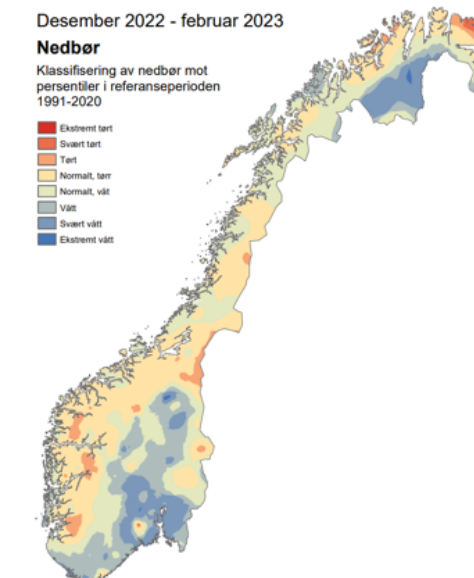 Desember 2022 - februar 2023
Nedbør
Klassifisering av nedbør mot
persentiler i referanseperioden
1991-2020
Ekstremt tørt
Svært tørt
Tørt
Normalt, tørr
Normalt, våt
Vått
Svært vått
Ekstremt vått